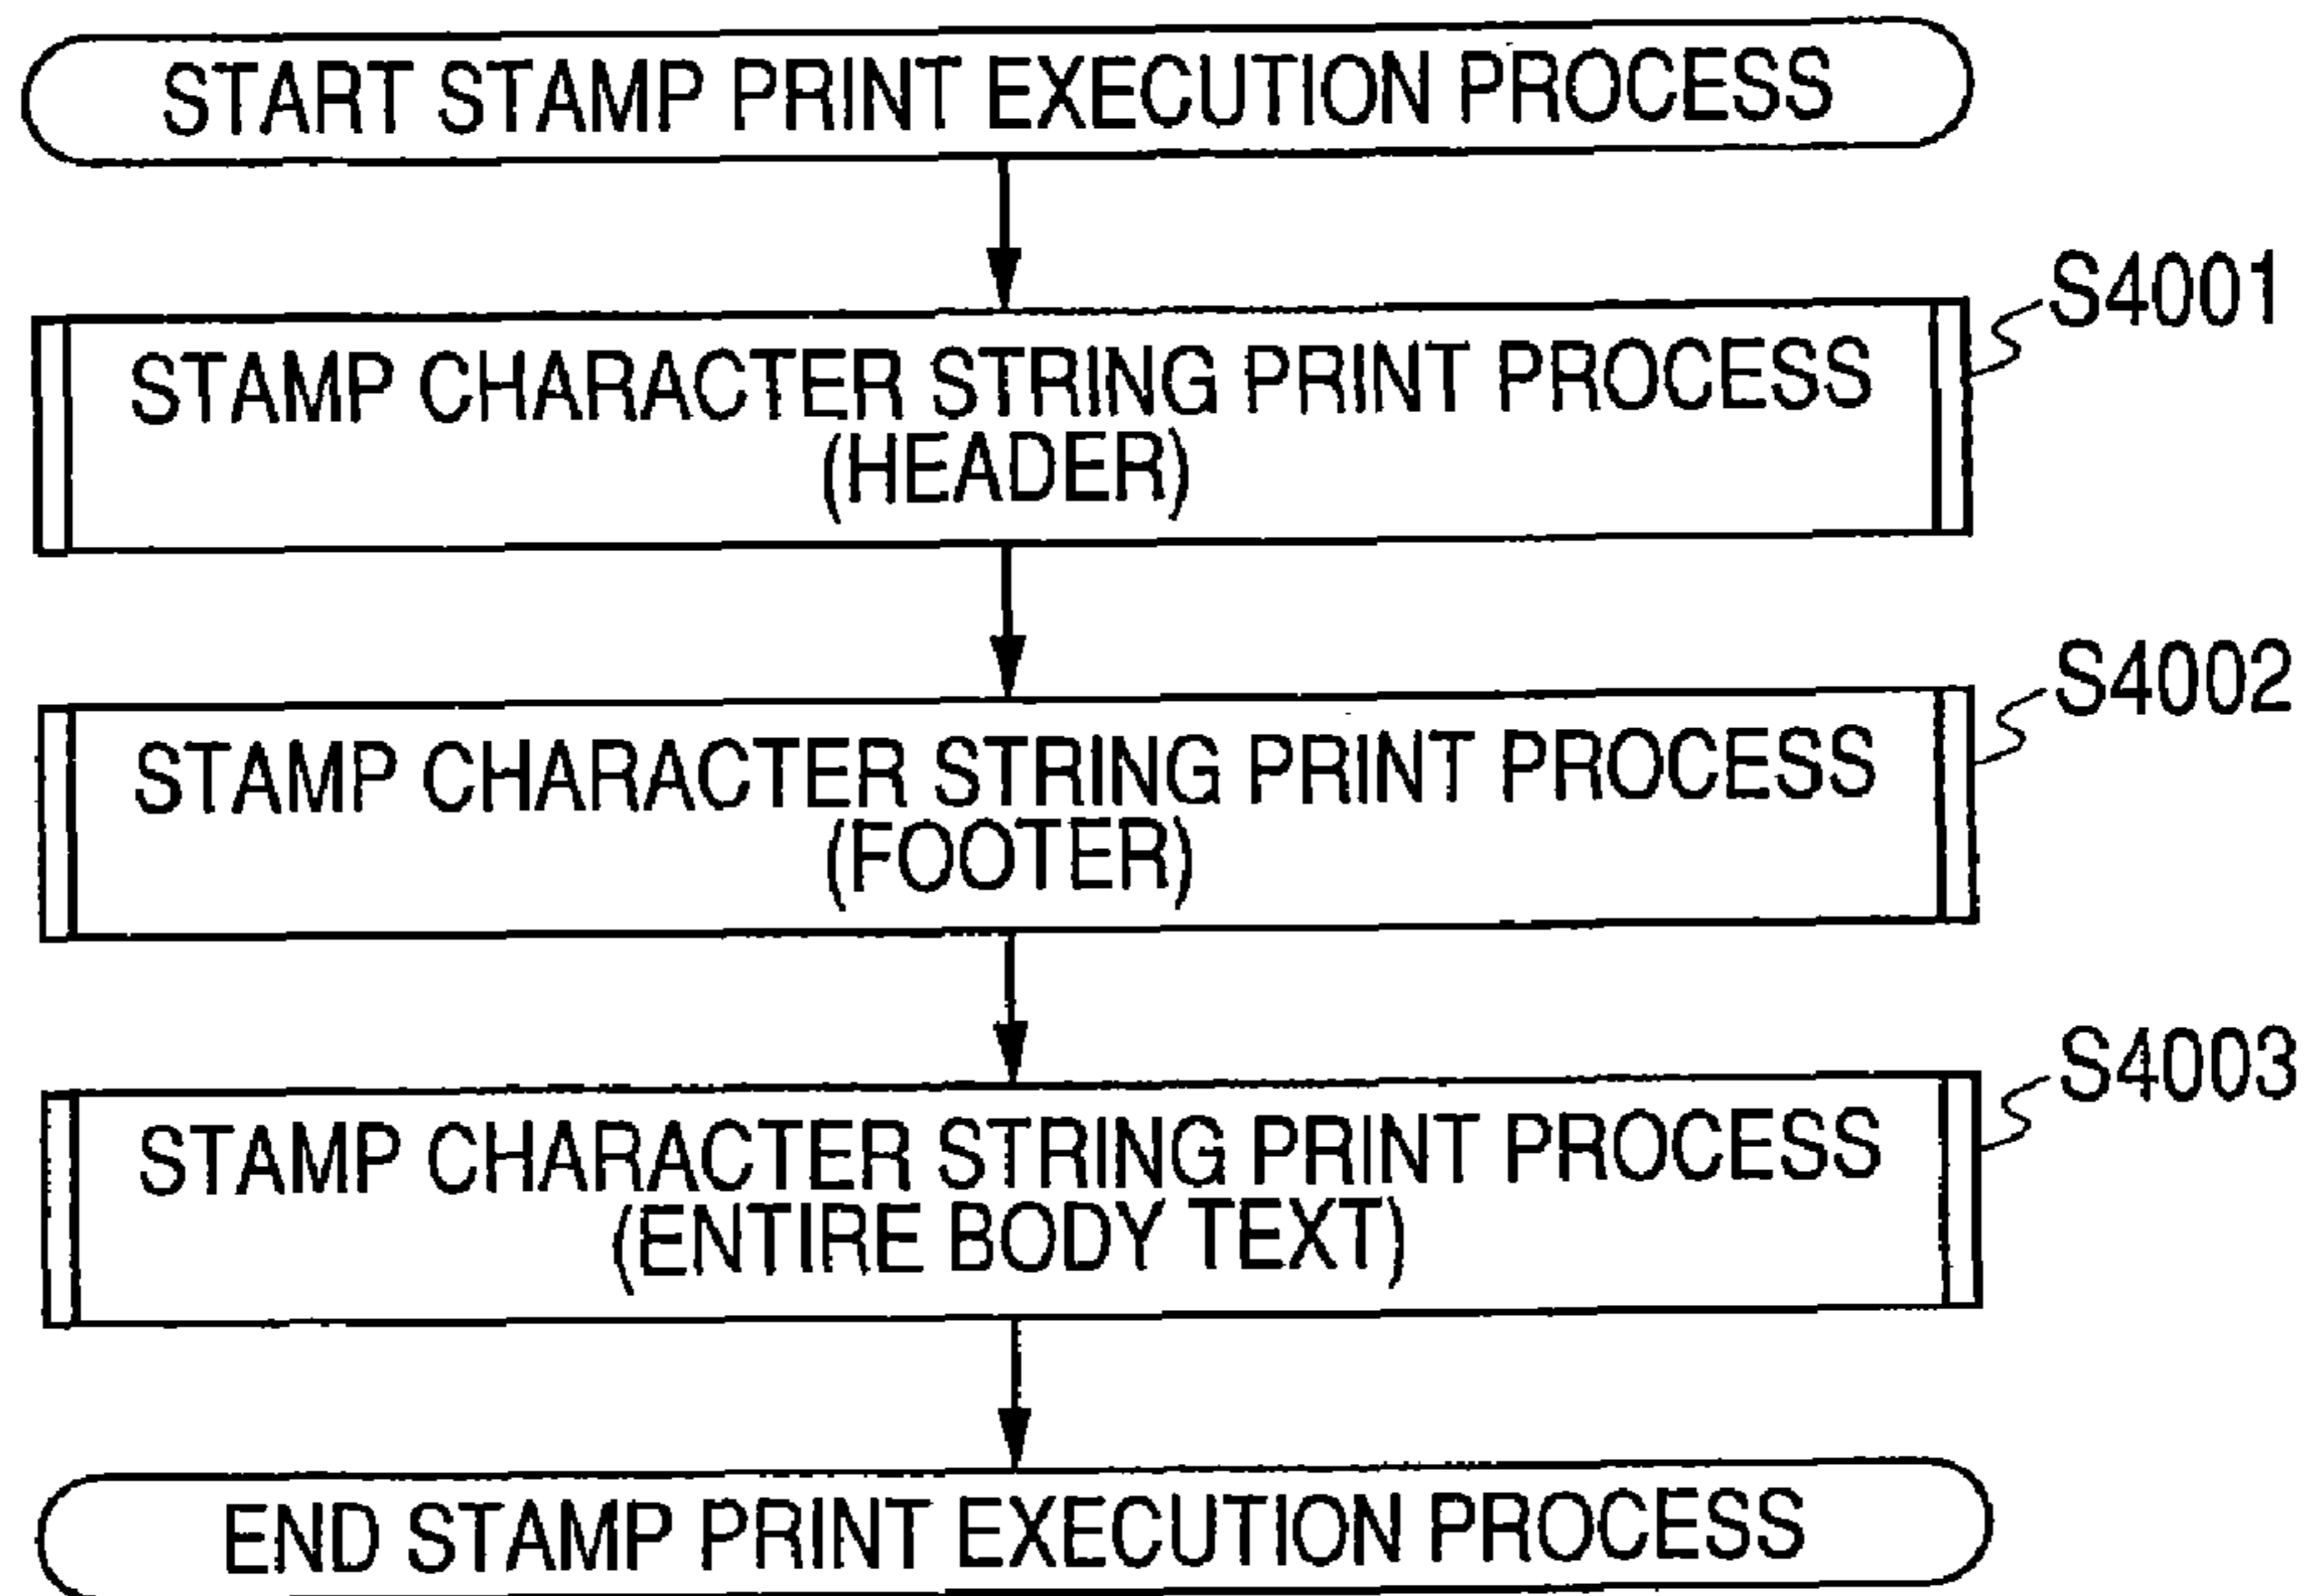 START STAMP PRINT EXECUTION PROCESS
S4001
STAMP CHARACTER STRING PRINT PROCESS
(HEADER)
S4002
STAMP CHARACTER STRING PRINT PROCESS
(FOOTER)
S4003
STAMP CHARACTER STRING PRINT PROCESS
(ENTIRE BODY TEXT)
END STAMP PRINT EXECUTION PROCESS